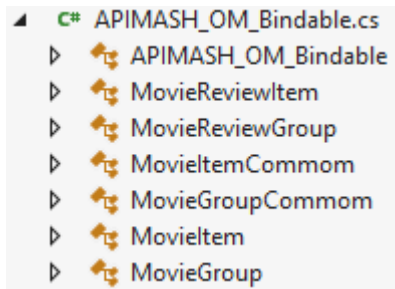 C# APIMASH_OM_Bindable.cs
APIMASH_OM_Bindable
MovieReviewItem
MovieReviewGroup
MovieItemCommom
MovieGroupCommom
MovieItem
MovieGroup